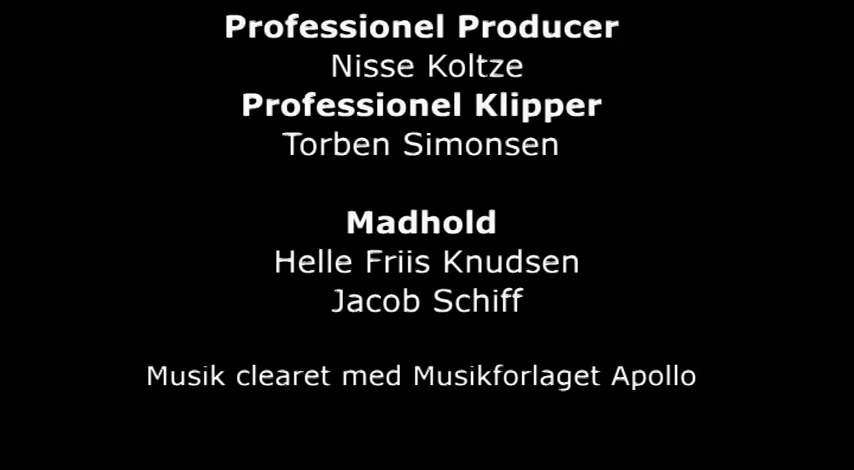 Professionel Producer
Nisse Koltze
Professionel Klipper
Torben Simonsen
Madhold
Helle Friis Knudsen
Jacob Schiff
Musik clearet med Musikforlaget Apollo